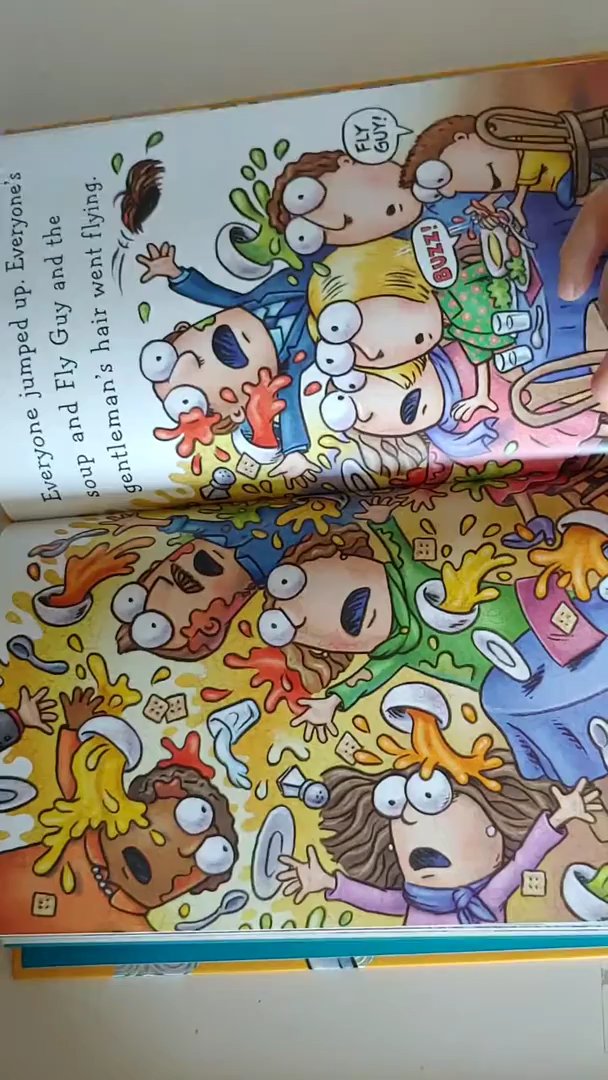 Everyone jumped up. Everyone's
soup and Fly Guy and the
gentleman's hair went flying.
FLY
GUY!
BUZZ!